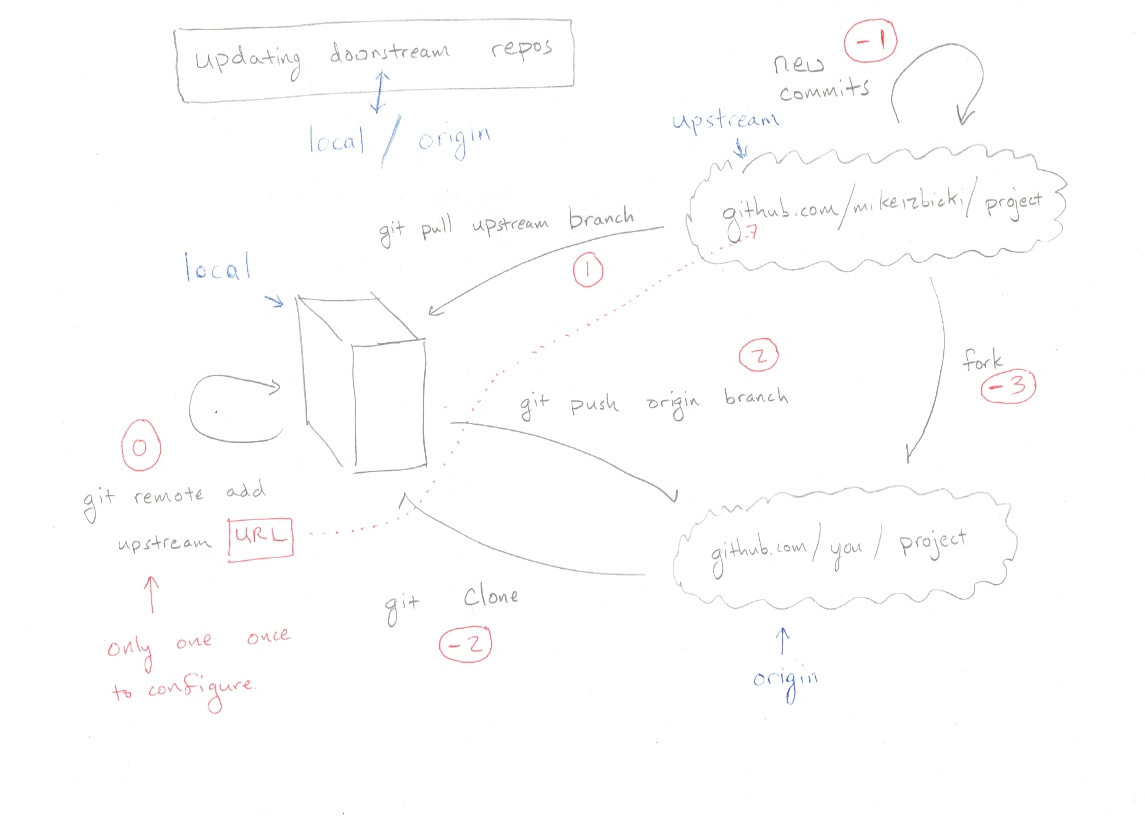 updating downstream repos
local / origin
-1
new
commits
upstream
github.com/mikeizbicki/project
git pull upstream branch
1
local
2
git push origin branch
fork
-3
0
git remote add
upstream URL
only one once
to configure.
github.com/you/project
git clone
-2
origin